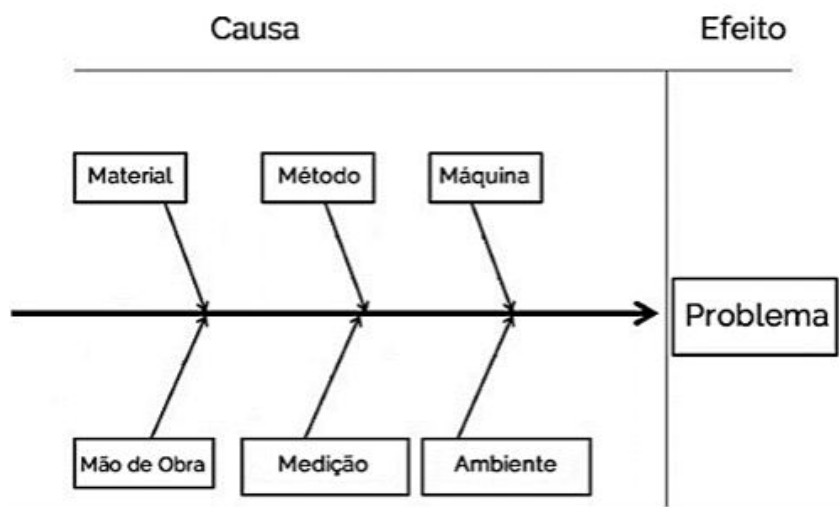 Causa
Efeito
Material
Método
Máquina
Problema
Mão de Obra
Medição
Ambiente